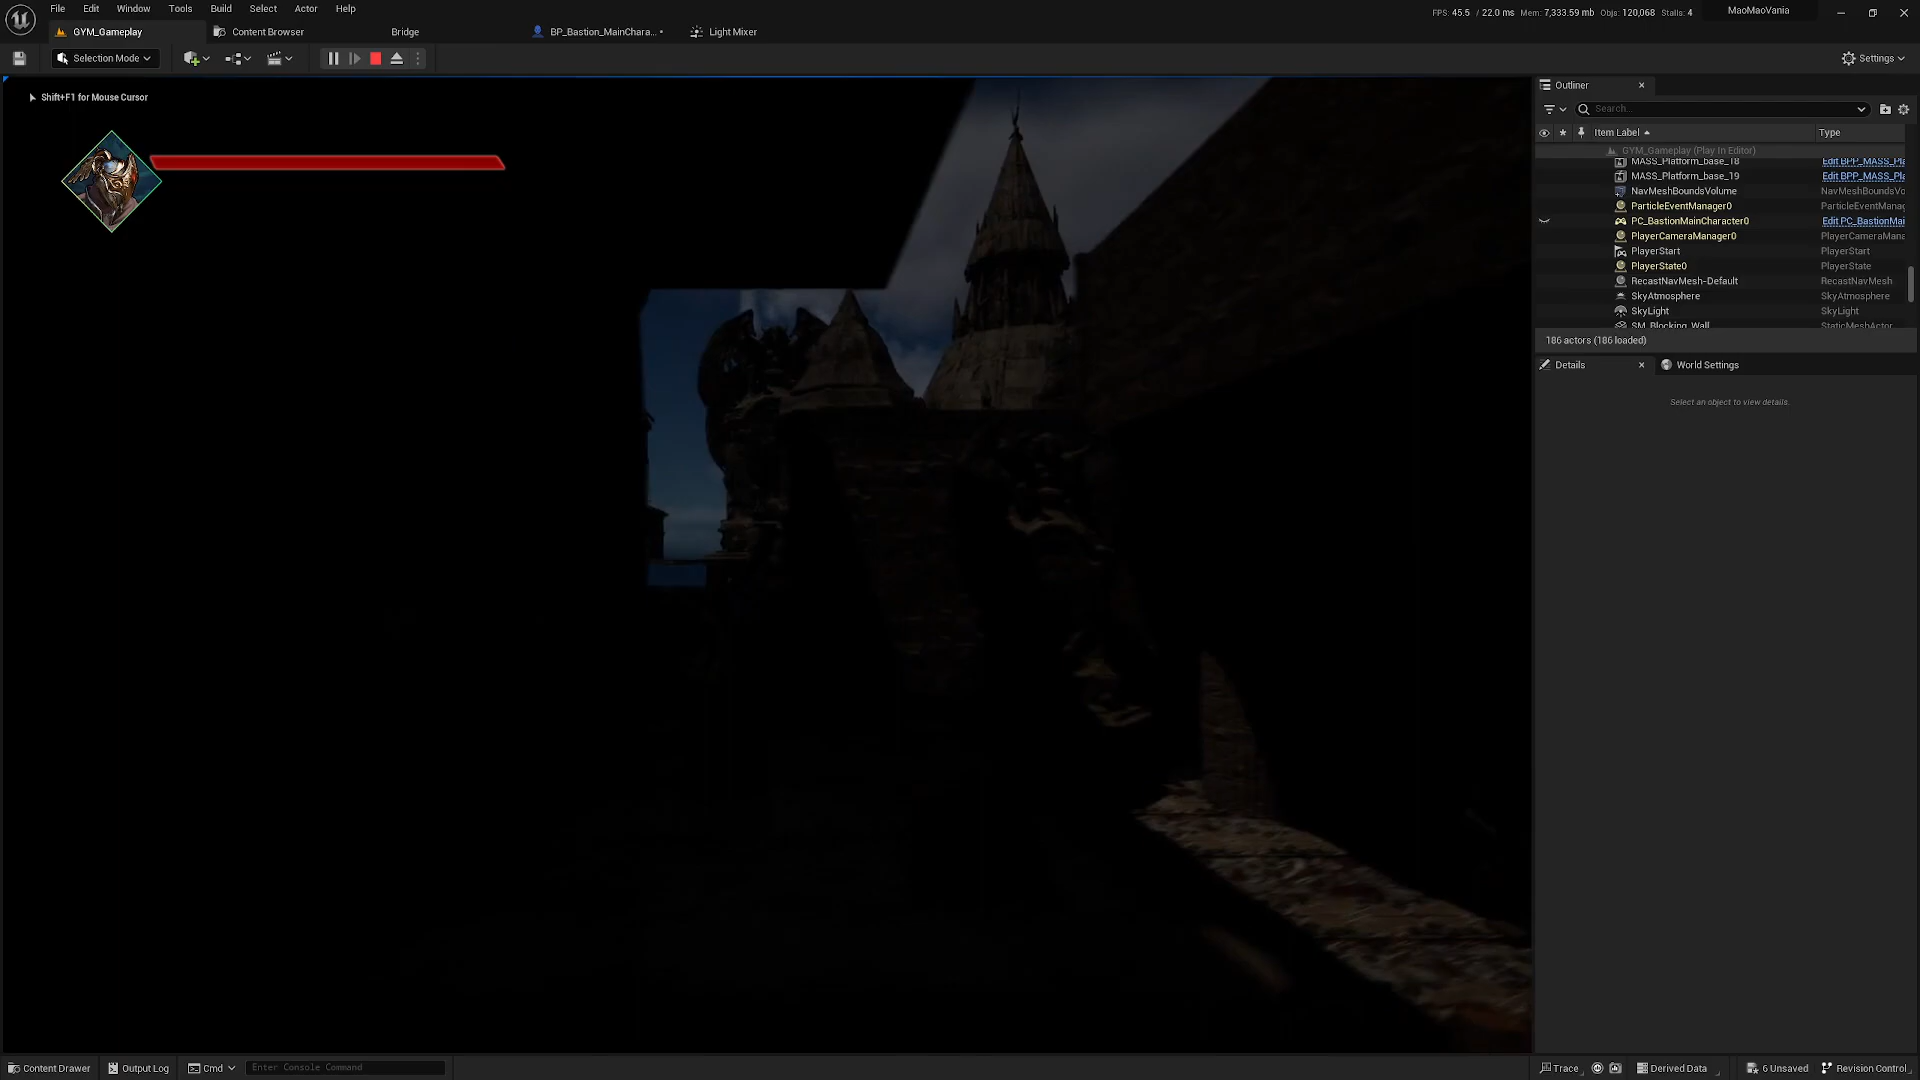 File Edit Window Tools Build Select Actor Help
FPS: 45.5 / 22.0 ms Mem: 7,333.59 mb Objs: 120,068 Stalls: 4
MaoMaoVania
GYM_Gameplay
Content Browser
Bridge
BP_Bastion_MainChara... •
Light Mixer
Selection Mode
Settings
Shift+F1 for Mouse Cursor
Outliner
Search...
Item Label Type
GYM_Gameplay (Play In Editor)
MASS_Platform_base_18 Edit BPP_MASS_Pla
MASS_Platform_base_19 Edit BPP_MASS_Pla
NavMeshBoundsVolume NavMeshBoundsVo
ParticleEventManager0 ParticleEventManag
PC_BastionMainCharacter0 Edit PC_BastionMai
PlayerCameraManager0 PlayerCameraMana
PlayerStart PlayerStart
PlayerState0 PlayerState
RecastNavMesh-Default RecastNavMesh
SkyAtmosphere SkyAtmosphere
SkyLight SkyLight
SM_Blocking_Wall StaticMeshActor
186 actors (186 loaded)
Details
World Settings
Select an object to view details.
Content Drawer
Output Log
Cmd
Enter Console Command
Trace
Derived Data
6 Unsaved
Revision Control